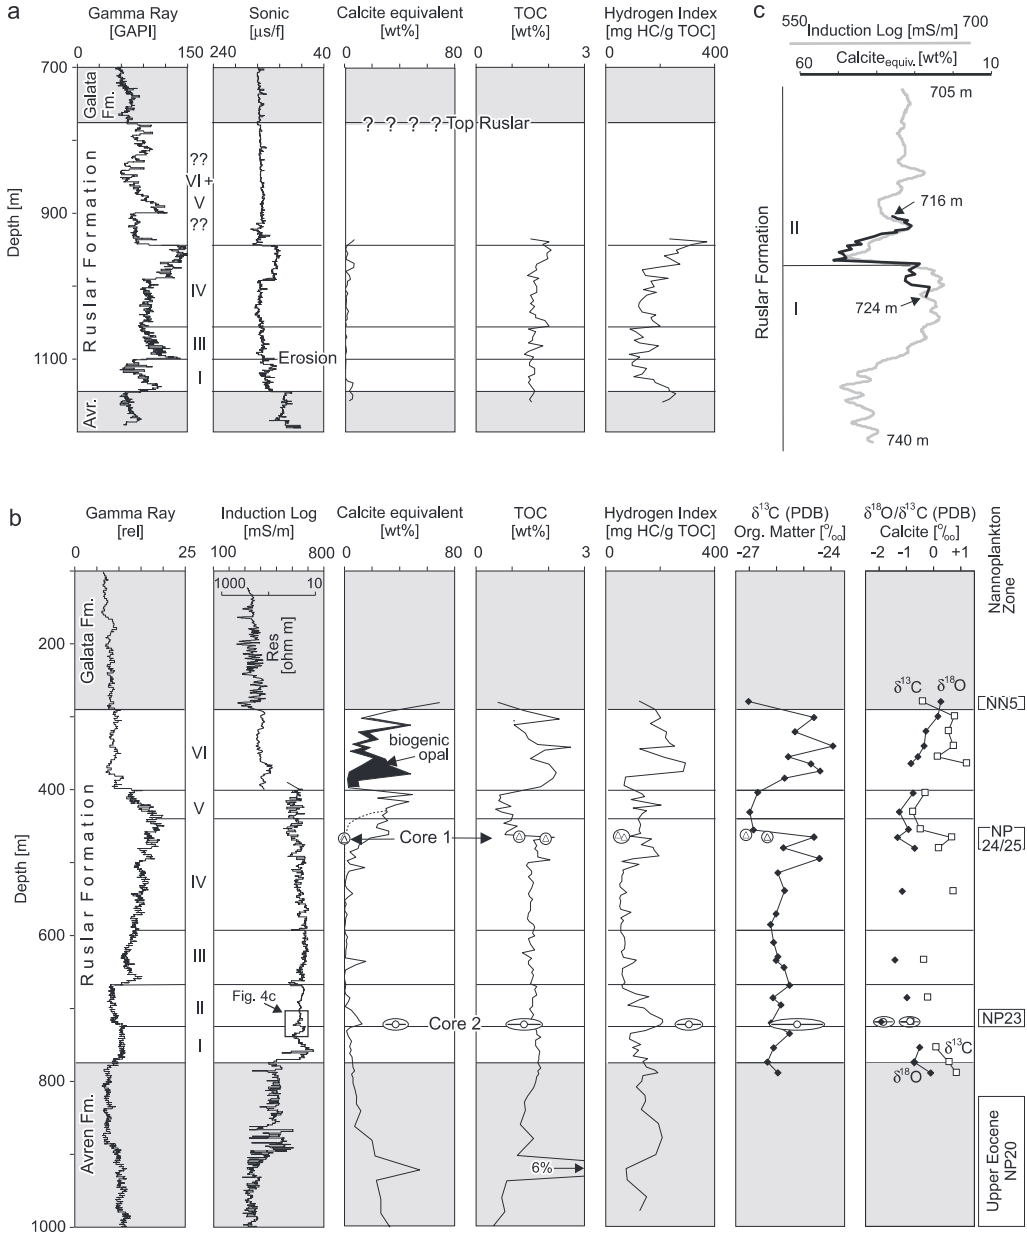 a
Gamma Ray
[GAPI]
0 150
Sonic
[µs/f]
240 40
Calcite equivalent
[wt%]
0 80
TOC
[wt%]
0 3
Hydrogen Index
[mg HC/g TOC]
0 400
700
900
1100
Depth [m]
Galata
Fm.
Ruslar Formation
Avr.
??
VI +
V
??
IV
III
I
Erosion
? ? ? ? Top Ruslar
c
550 700
Induction Log [mS/m]
Calcite equiv. [wt%]
60 10
705 m
716 m
724 m
740 m
Ruslar Formation
II
I
b
Gamma Ray
[rel]
0 25
Induction Log
[mS/m]
100 800
1000 10
Res
[ohm m]
Calcite equivalent
[wt%]
0 80
TOC
[wt%]
0 3
Hydrogen Index
[mg HC/g TOC]
0 400
δ13C (PDB)
Org. Matter [‰]
-27 -24
δ18O/δ13C (PDB)
Calcite [‰]
-2 -1 0 +1
Nannoplankton
Zone
200
400
600
800
1000
Depth [m]
Galata Fm.
Ruslar Formation
Avren Fm.
VI
V
IV
III
II
I
Fig. 4c
biogenic
opal
Core 1
Core 2
6%
δ13C δ18O
δ13C
δ18O
NN5
NP
24/25
NP23
Upper Eocene
NP20